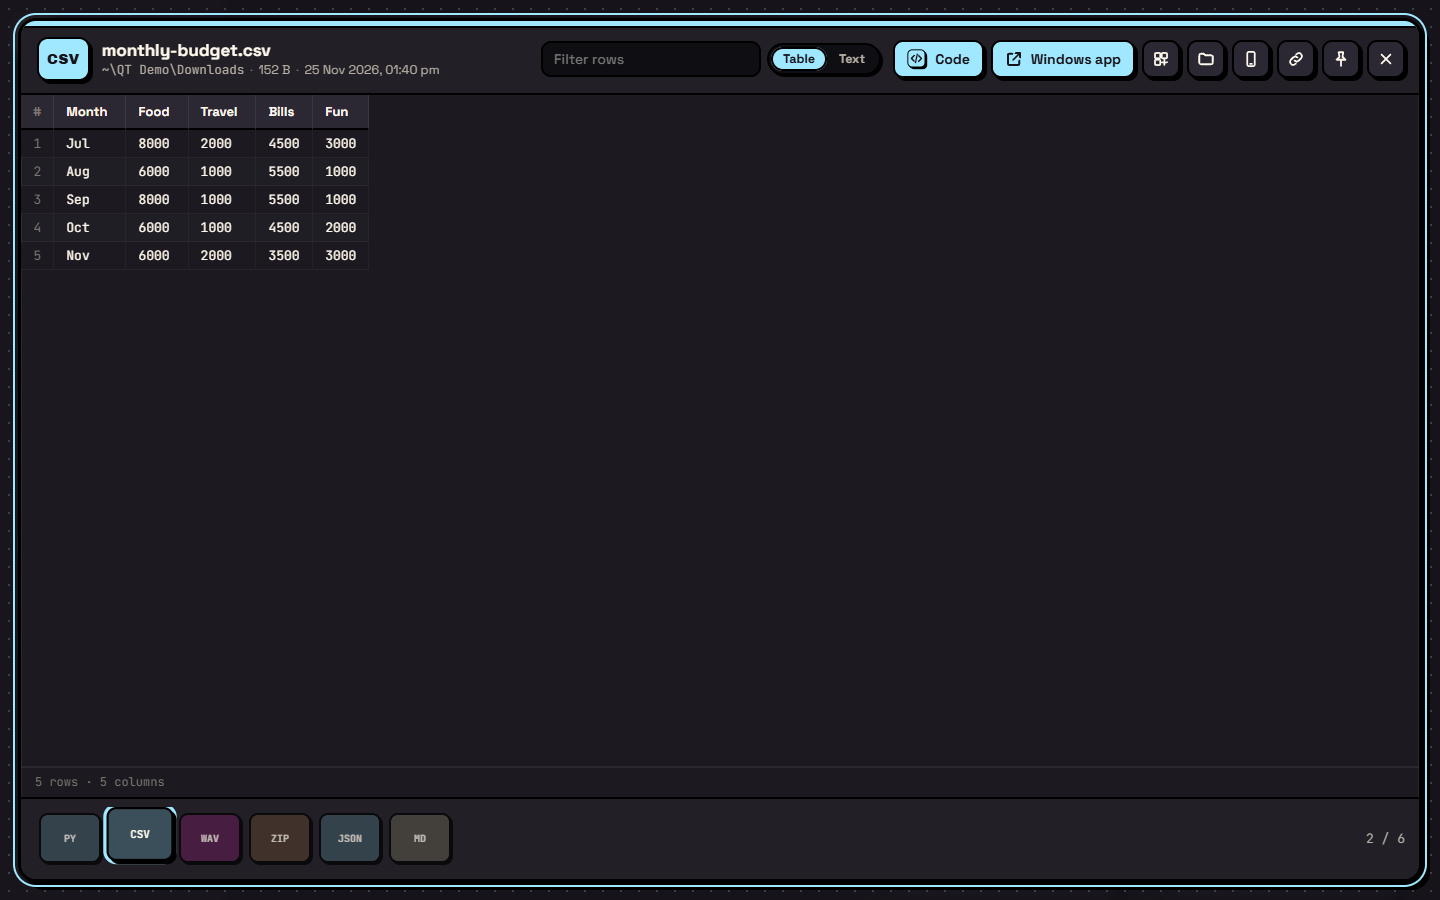 CSV
monthly-budget.csv
~\QT Demo\Downloads · 152 B · 25 Nov 2026, 01:40 pm
Filter rows
Table Text
Code
Windows app
# Month Food Travel Bills Fun
1 Jul 8000 2000 4500 3000
2 Aug 6000 1000 5500 1000
3 Sep 8000 1000 5500 1000
4 Oct 6000 1000 4500 2000
5 Nov 6000 2000 3500 3000
5 rows · 5 columns
PY CSV WAV ZIP JSON MD
2 / 6